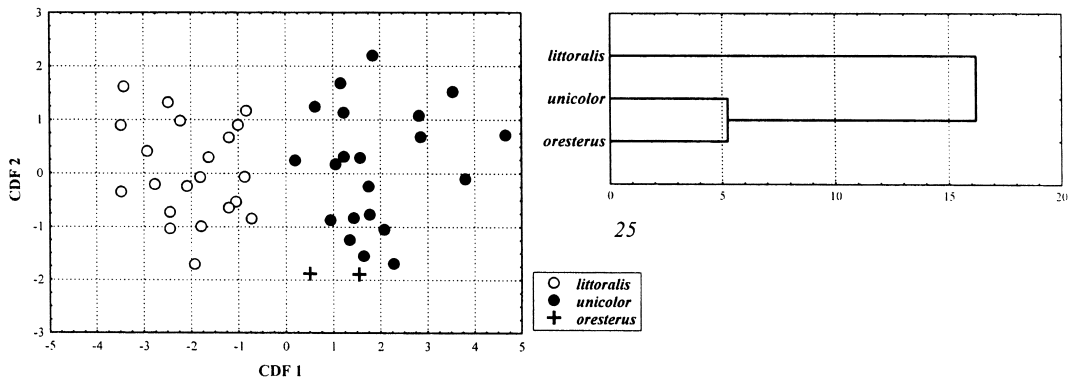 3
2
1
0
-1
-2
-3
CDF 2
-5 -4 -3 -2 -1 0 1 2 3 4 5
CDF 1
littoralis
unicolor
oresterus
littoralis
unicolor
oresterus
0 5 10 15 20
25